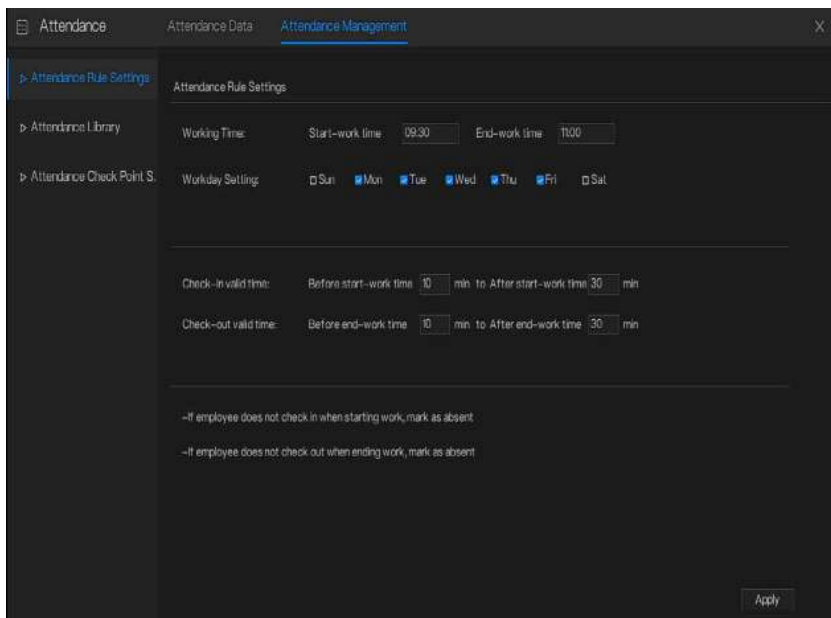 Attendance Attendance Data Attendance Management X
Attendance Rule Settings
Attendance Library
Attendance Check Point S.
Attendance Rule Settings
Working Time: Start-work time 09:30 End-work time 11:00
Workday Setting: Sun Mon Tue Wed Thu Fri Sat
Check-in valid time: Before start-work time 10 min to After start-work time 30 min
Check-out valid time: Before end-work time 10 min to After end-work time 30 min
-If employee does not check in when starting work, mark as absent
-If employee does not check out when ending work, mark as absent
Apply